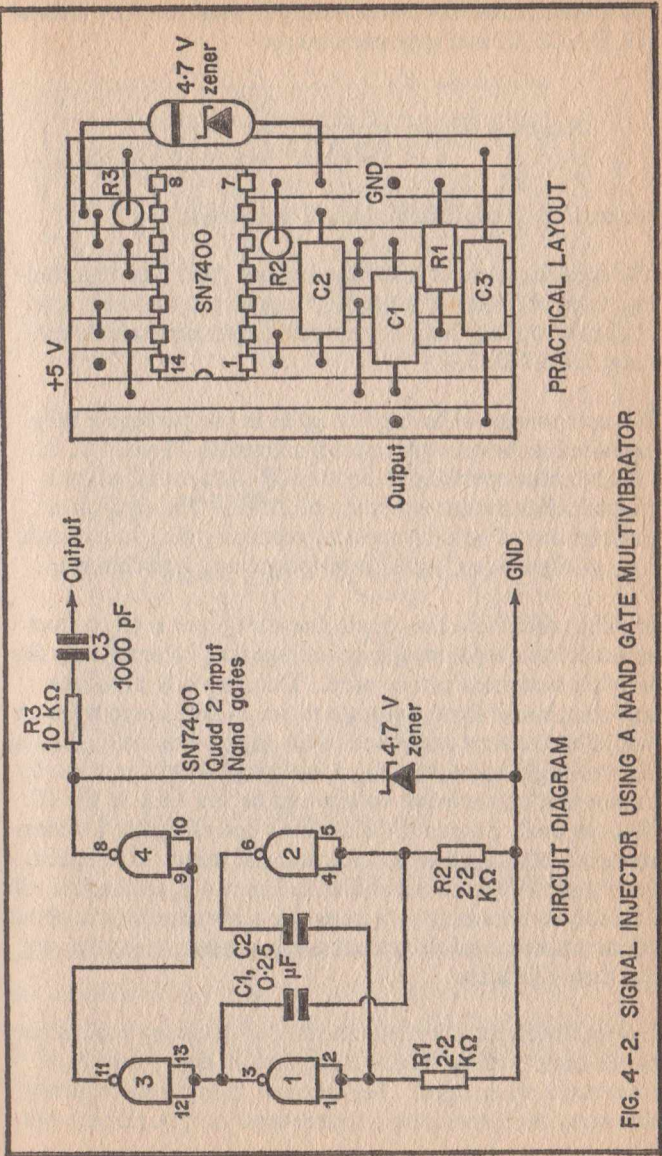 R3
10 KΩ
C3
1000 pF
Output
SN7400
Quad 2 input
Nand gates
11
3
12
13
8
4
9
10
C1, C2
0·25
µF
3
1
1
2
6
2
4
5
4·7 V
zener
R1
2·2
KΩ
R2
2·2
KΩ
GND
CIRCUIT DIAGRAM
+5 V
4·7 V
zener
R3
14
8
SN7400
1
7
R2
C2
GND
C1
R1
C3
Output
PRACTICAL LAYOUT
FIG. 4-2. SIGNAL INJECTOR USING A NAND GATE MULTIVIBRATOR